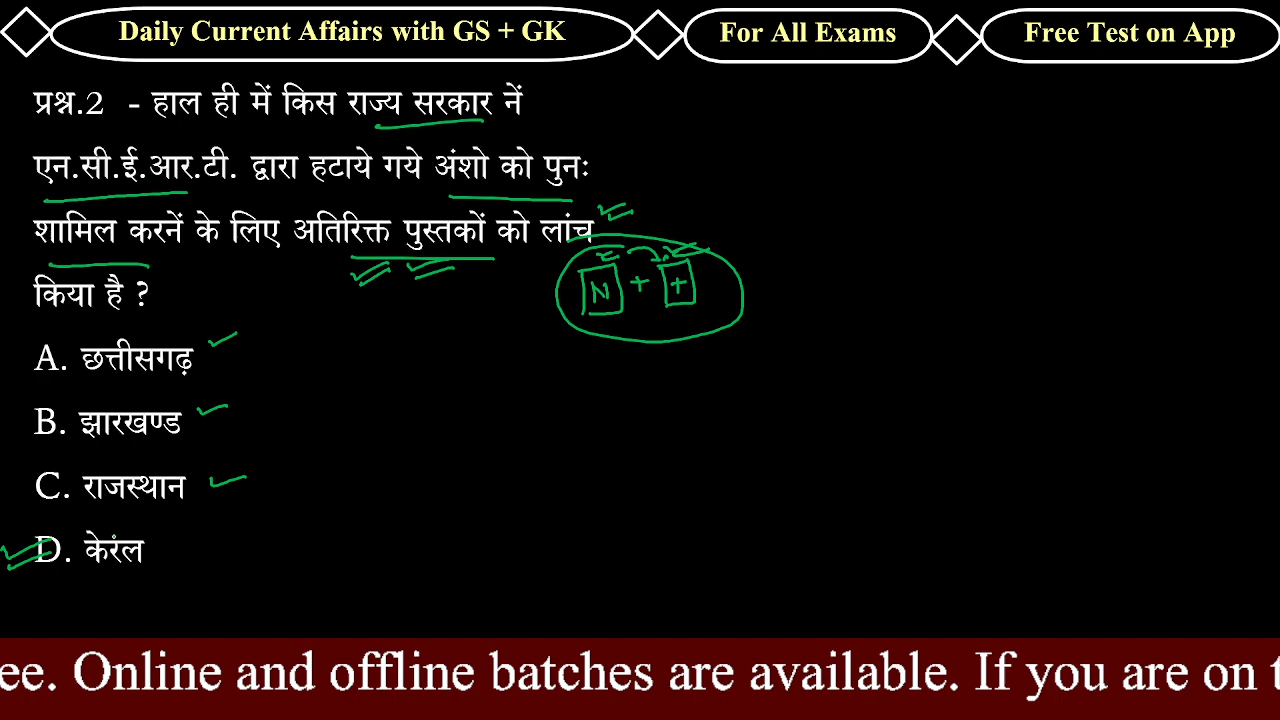 Daily Current Affairs with GS + GK
For All Exams
Free Test on App
प्रश्न.2 - हाल ही में किस राज्य सरकार नें
एन.सी.ई.आर.टी. द्वारा हटाये गये अंशो को पुनः
शामिल करनें के लिए अतिरिक्त पुस्तकों को लांच
किया है ?
N + +
A. छत्तीसगढ़
B. झारखण्ड
C. राजस्थान
D. केरंल
ee. Online and offline batches are available. If you are on t